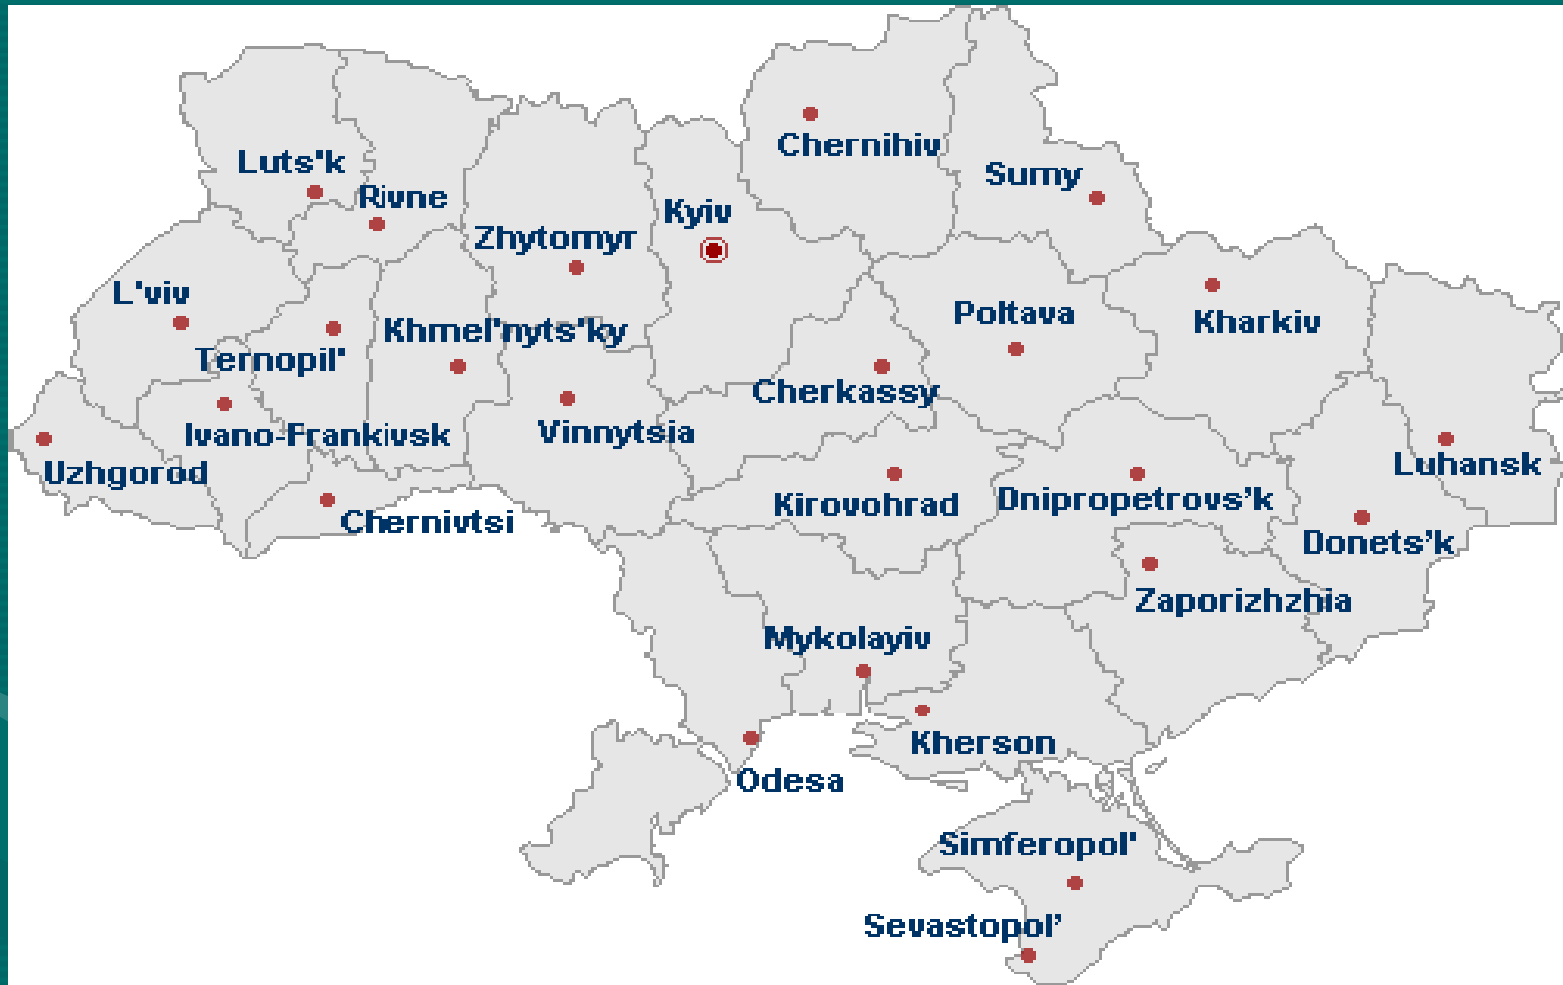 Chernihiv
Luts'k
Sumy
Rivne
Kyiv
Zhytomyr
L'viv
Poltava
Kharkiv
Khmel'nyts'ky
Ternopil'
Cherkassy
Ivano-Frankivsk
Vinnytsia
Luhansk
Uzhgorod
Dnipropetrovs’k
Kirovohrad
Chernivtsi
Donets’k
Zaporizhzhia
Mykolayiv
Kherson
Odesa
Simferopol'
Sevastopol’